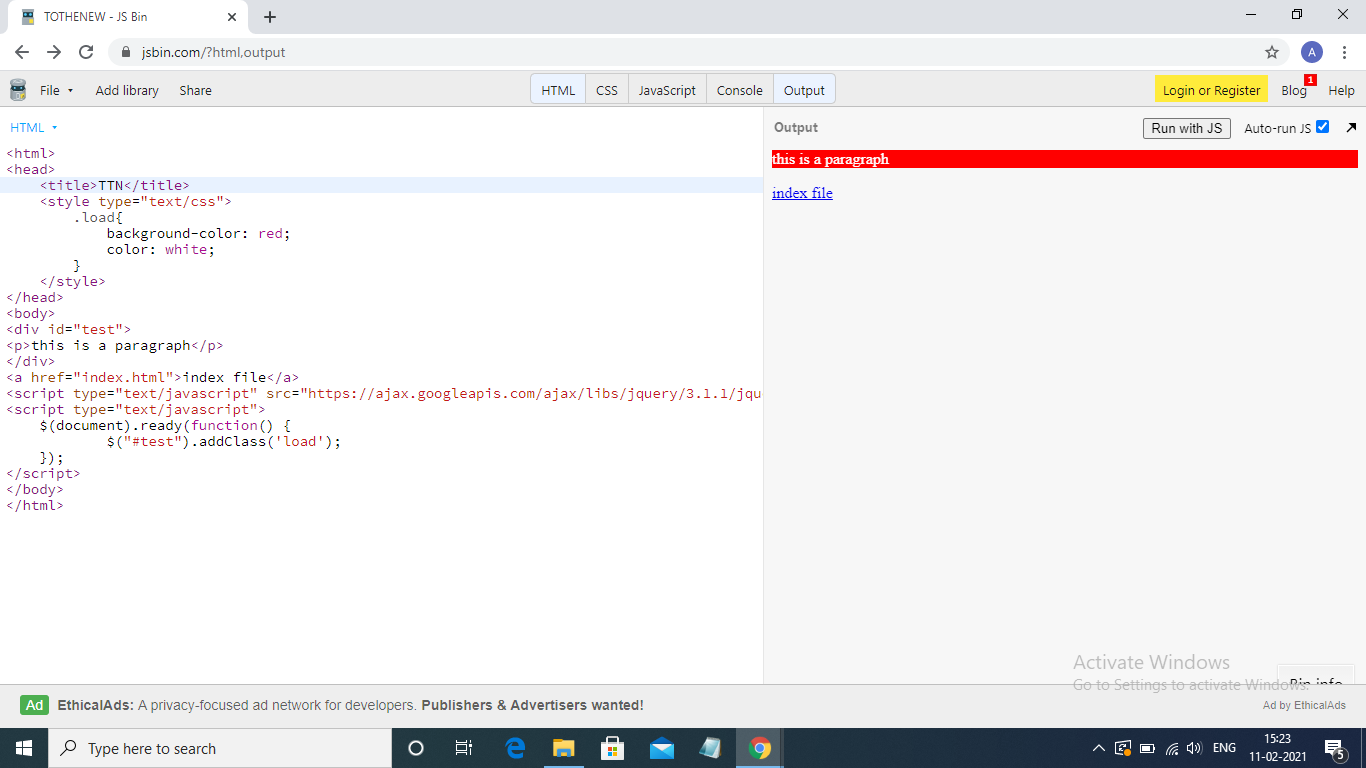 TOTHENEW - JS Bin
jsbin.com/?html,output
File Add library Share HTML CSS JavaScript Console Output Login or Register Blog 1 Help
HTML
<html>
<head>
<title>TTN</title>
<style type="text/css">
.load{
background-color: red;
color: white;
}
</style>
</head>
<body>
<div id="test">
<p>this is a paragraph</p>
</div>
<a href="index.html">index file</a>
<script type="text/javascript" src="https://ajax.googleapis.com/ajax/libs/jquery/3.1.1/jqu
<script type="text/javascript">
$(document).ready(function() {
$("#test").addClass('load');
});
</script>
</body>
</html>
Output Run with JS Auto-run JS
this is a paragraph
index file
Activate Windows
Go to Settings to activate Windows.
Bin info
Ad EthicalAds: A privacy-focused ad network for developers. Publishers & Advertisers wanted! Ad by EthicalAds
Type here to search ENG 15:23
11-02-2021 5
A